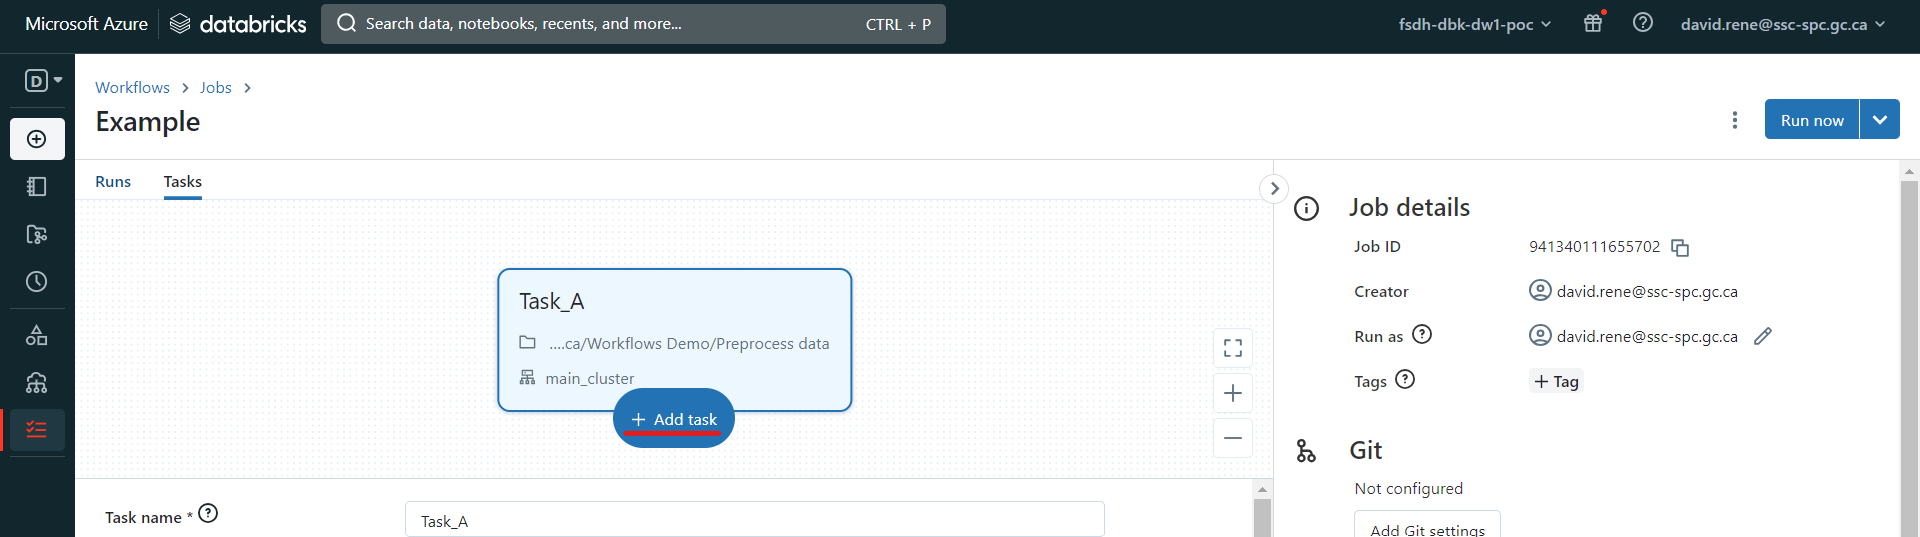 Microsoft Azure databricks Search data, notebooks, recents, and more... CTRL + P fsdh-dbk-dw1-poc david.rene@ssc-spc.gc.ca
D
Workflows > Jobs >
Example
Run now
Runs Tasks
Task_A
....ca/Workflows Demo/Preprocess data
main_cluster
+ Add task
Task name * ?
Task_A
Job details
Job ID 941340111655702
Creator david.rene@ssc-spc.gc.ca
Run as ? david.rene@ssc-spc.gc.ca
Tags ? + Tag
Git
Not configured
Add Git settings